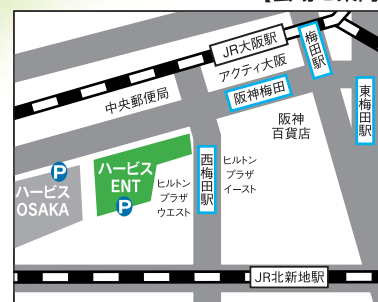 JR大阪駅
梅田駅
アクティ大阪
中央郵便局
阪神梅田
東梅田駅
阪神
百貨店
P
ハービス
OSAKA
ハービス
ENT
P
ヒルトン
プラザ
ウエスト
西梅田駅
ヒルトン
プラザ
イースト
JR北新地駅